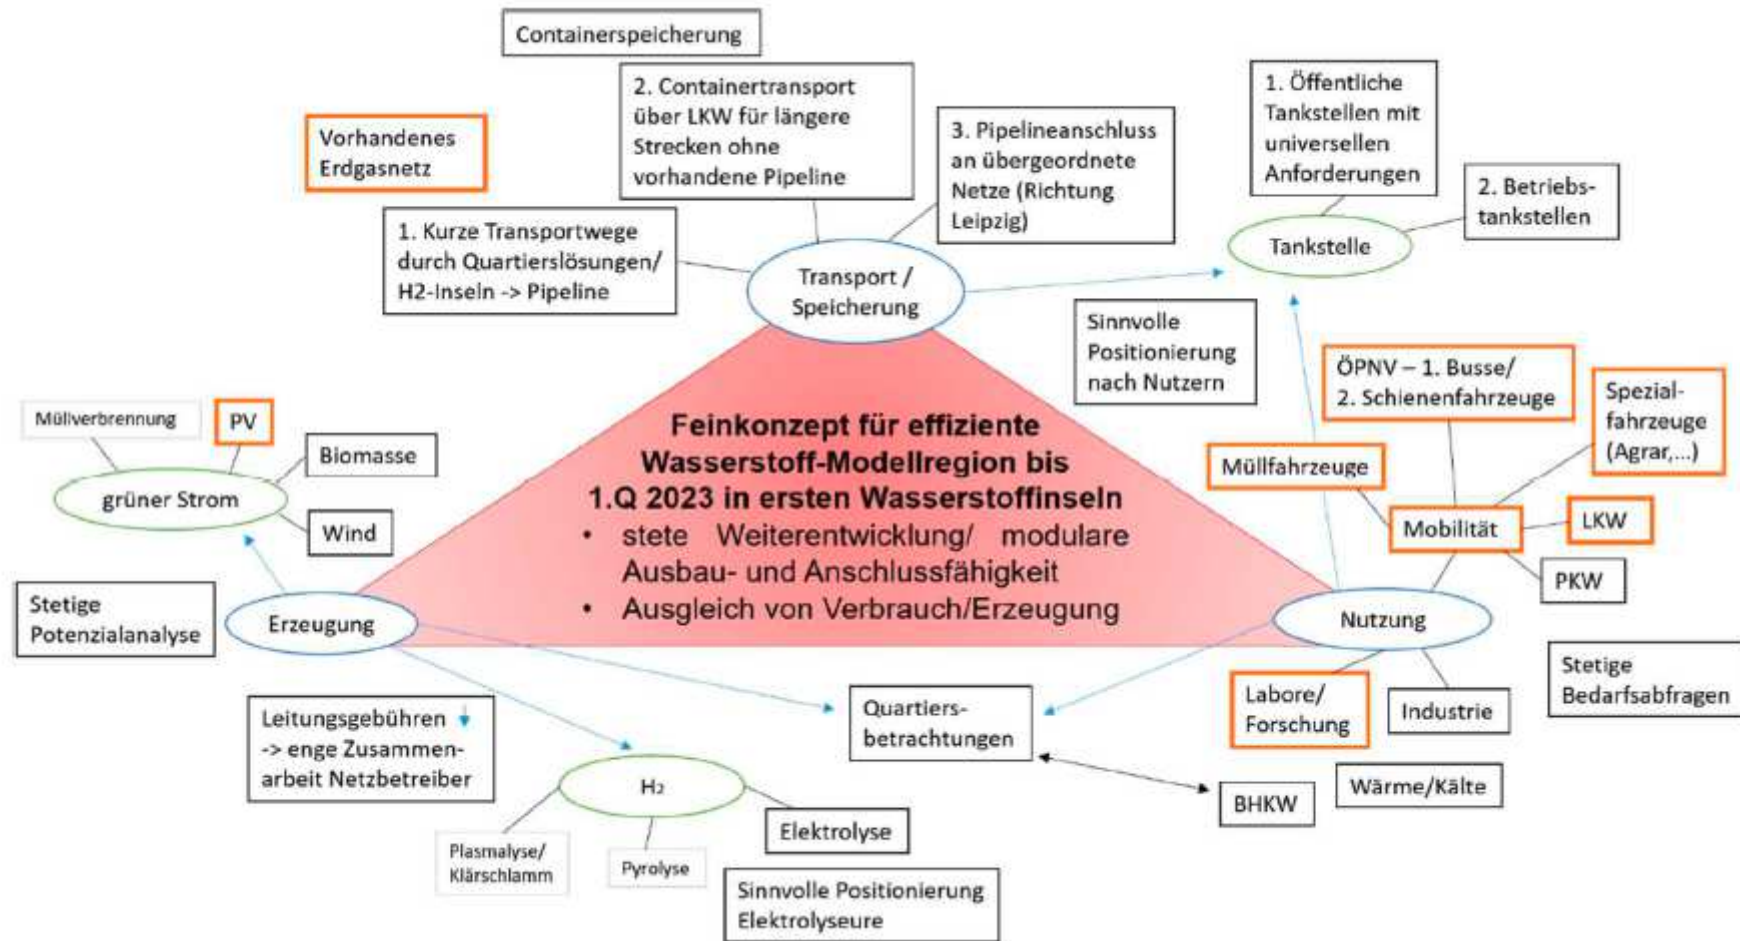 Containerspeicherung
2. Containertransport
über LKW für längere
Strecken ohne
vorhandene Pipeline
1. Öffentliche
Tankstellen mit
universellen
Anforderungen
Vorhandenes
Erdgasnetz
3. Pipelineanschluss
an übergeordnete
Netze (Richtung
Leipzig)
2. Betriebs-
tankstellen
1. Kurze Transportwege
durch Quartierslösungen/
H2-Inseln -> Pipeline
Transport /
Speicherung
Tankstelle
Sinnvolle
Positionierung
nach Nutzern
ÖPNV – 1. Busse/
2. Schienenfahrzeuge
Spezial-
fahrzeuge
(Agrar,...)
Müllverbrennung
PV
Biomasse
grüner Strom
Wind
Feinkonzept für effiziente
Wasserstoff-Modellregion bis
1.Q 2023 in ersten Wasserstoffinseln
• stete Weiterentwicklung/ modulare
Ausbau- und Anschlussfähigkeit
• Ausgleich von Verbrauch/Erzeugung
Müllfahrzeuge
Mobilität
LKW
PKW
Stetige
Potenzialanalyse
Erzeugung
Nutzung
Stetige
Bedarfsabfragen
Labore/
Forschung
Industrie
Leitungsgebühren
-> enge Zusammen-
arbeit Netzbetreiber
Quartiers-
betrachtungen
H2
BHKW
Wärme/Kälte
Elektrolyse
Plasmalyse/
Klärschlamm
Pyrolyse
Sinnvolle Positionierung
Elektrolyseure